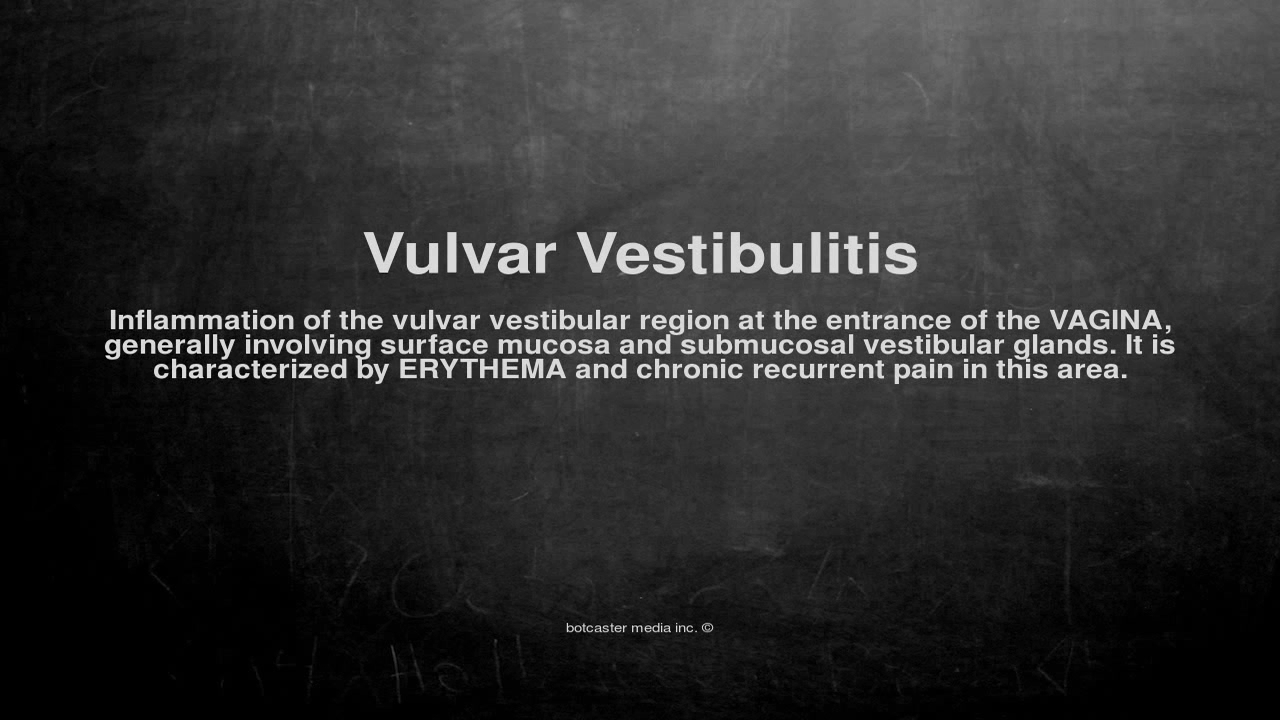 Vulvar Vestibulitis
Inflammation of the vulvar vestibular region at the entrance of the VAGINA,
generally involving surface mucosa and submucosal vestibular glands. It is
characterized by ERYTHEMA and chronic recurrent pain in this area.
botcaster media inc. ©